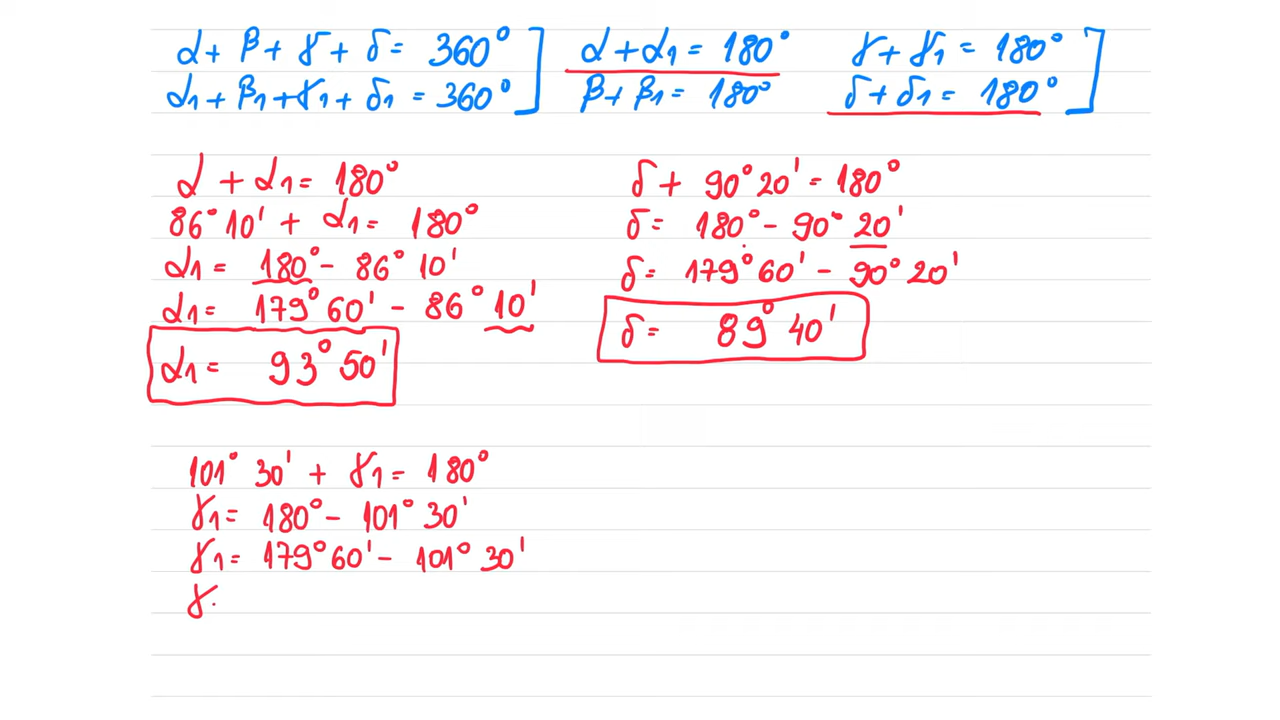 α + β + γ + δ = 360°
α1 + β1 + γ1 + δ1 = 360°
α + α1 = 180°
β + β1 = 180°
γ + γ1 = 180°
δ + δ1 = 180°
α + α1 = 180°
86° 10' + α1 = 180°
α1 = 180° - 86° 10'
α1 = 179° 60' - 86° 10'
α1 = 93° 50'
δ + 90° 20' = 180°
δ = 180° - 90° 20'
δ = 179° 60' - 90° 20'
δ = 89° 40'
101° 30' + γ1 = 180°
γ1 = 180° - 101° 30'
γ1 = 179° 60' - 101° 30'
γ